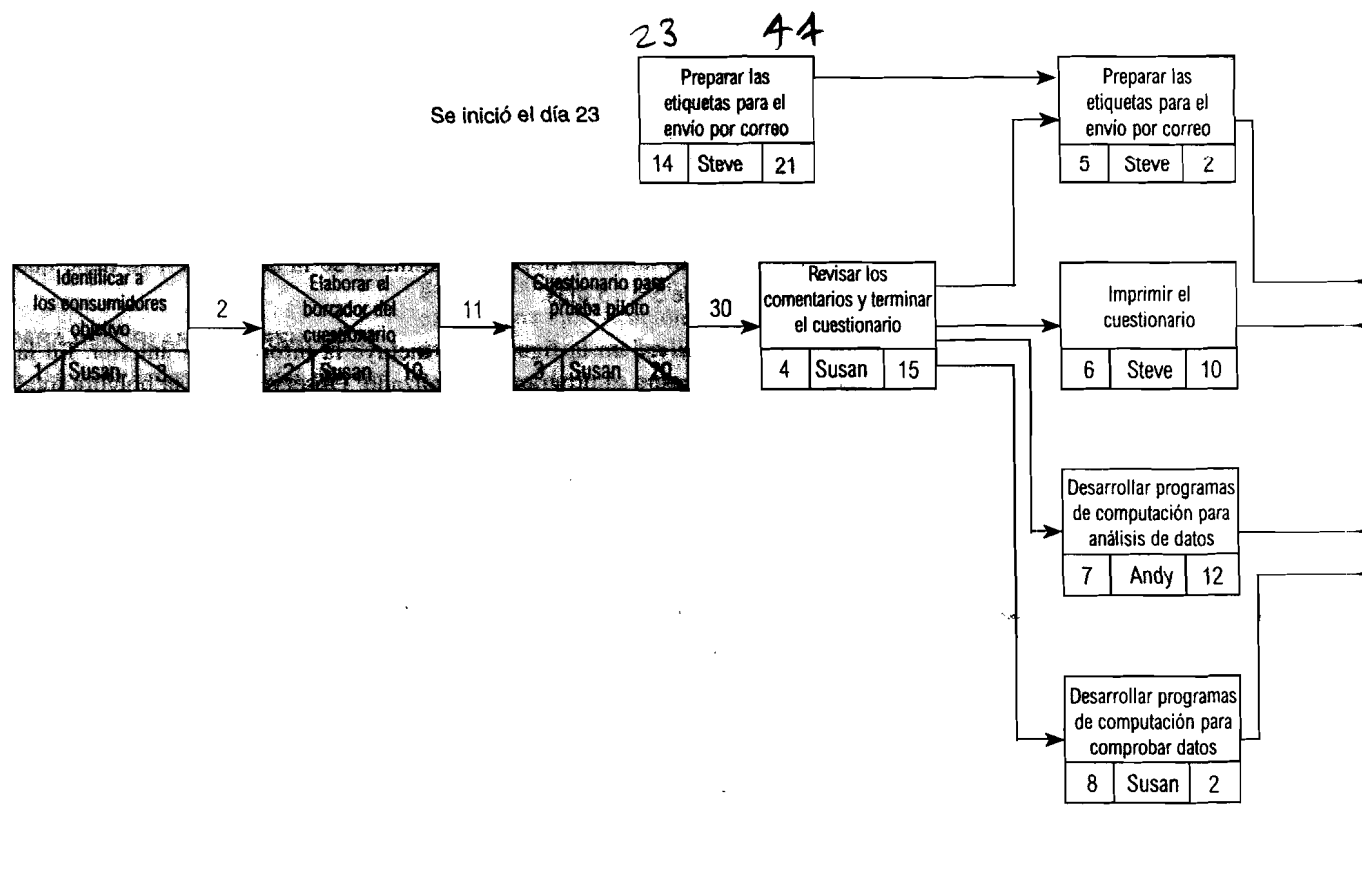 23 44
Preparar las
etiquetas para el
envío por correo
14 Steve 21
Se inició el día 23
Preparar las
etiquetas para el
envío por correo
5 Steve 2
Identificar a
los consumidores
objetivo
1 Susan 3
2
Elaborar el
borrador del
cuestionario
2 Susan 10
11
Cuestionario para
prueba piloto
3 Susan 20
30
Revisar los
comentarios y terminar
el cuestionario
4 Susan 15
Imprimir el
cuestionario
6 Steve 10
Desarrollar programas
de computación para
análisis de datos
7 Andy 12
Desarrollar programas
de computación para
comprobar datos
8 Susan 2